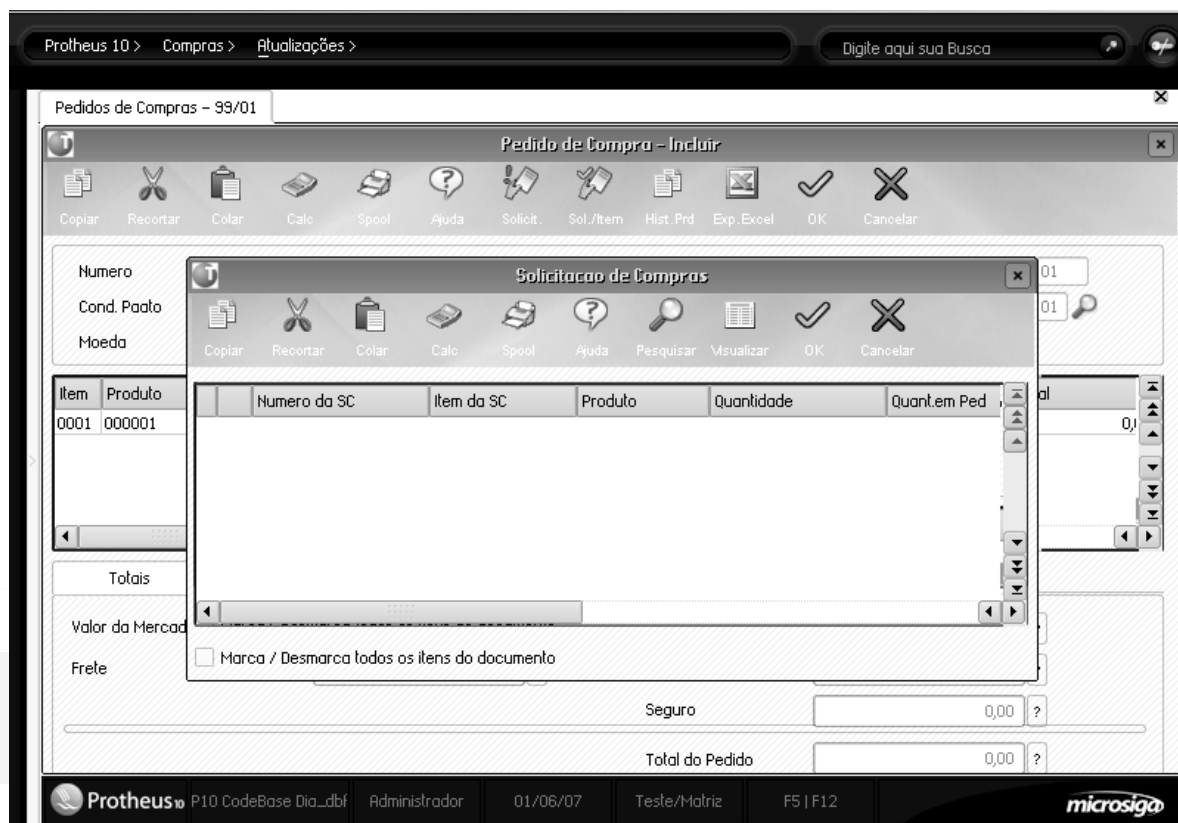 Protheus 10 > Compras > Atualizações > Digite aqui sua Busca
Pedidos de Compras - 99/01
Pedido de Compra - Incluir
Copiar Recortar Colar Calc Spool Ajuda Solicit. Sol./Item Hist.Prd Exp.Excel OK Cancelar
Numero 01
Cond. Pagto 01
Moeda
Solicitacao de Compras
Copiar Recortar Colar Calc Spool Ajuda Pesquisar Visualizar OK Cancelar
Item Produto al
0001 000001 0,
Numero da SC Item da SC Produto Quantidade Quant.em Ped
Totais
Valor da Mercad
Marca / Desmarca todos os itens do documento
Frete
Seguro 0,00 ?
Total do Pedido 0,00 ?
Protheus 10 P10 CodeBase Dia_dbf Administrador 01/06/07 Teste/Matriz F5 | F12 microsiga